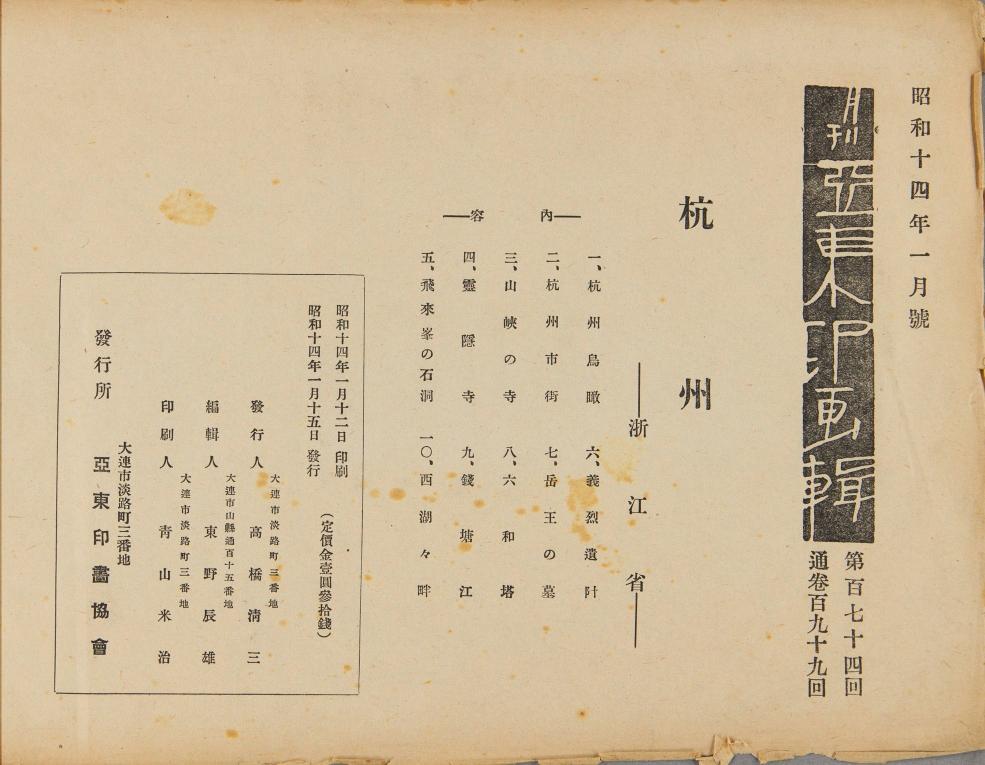 昭和十四年一月號
月刊
亞東印画輯
第百七十四回
通卷百九十九回
杭州
——浙江省——
——內容——
一、杭州鳥瞰
二、杭州市街
三、山峽の寺
四、靈隱寺
五、飛來峯の石洞
六、義烈遺阡
七、岳王の墓
八、六和塔
九、錢塘江
一〇、西湖々畔
昭和十四年一月十二日 印刷
昭和十四年一月十五日 發行
(定價金壹圓參拾錢)
大連市淡路町三番地
發行人 高橋淸三
大連市山縣通百十五番地
編輯人 東野辰雄
大連市淡路町三番地
印刷人 靑山米治
大連市淡路町三番地
發行所 亞東印畫協會